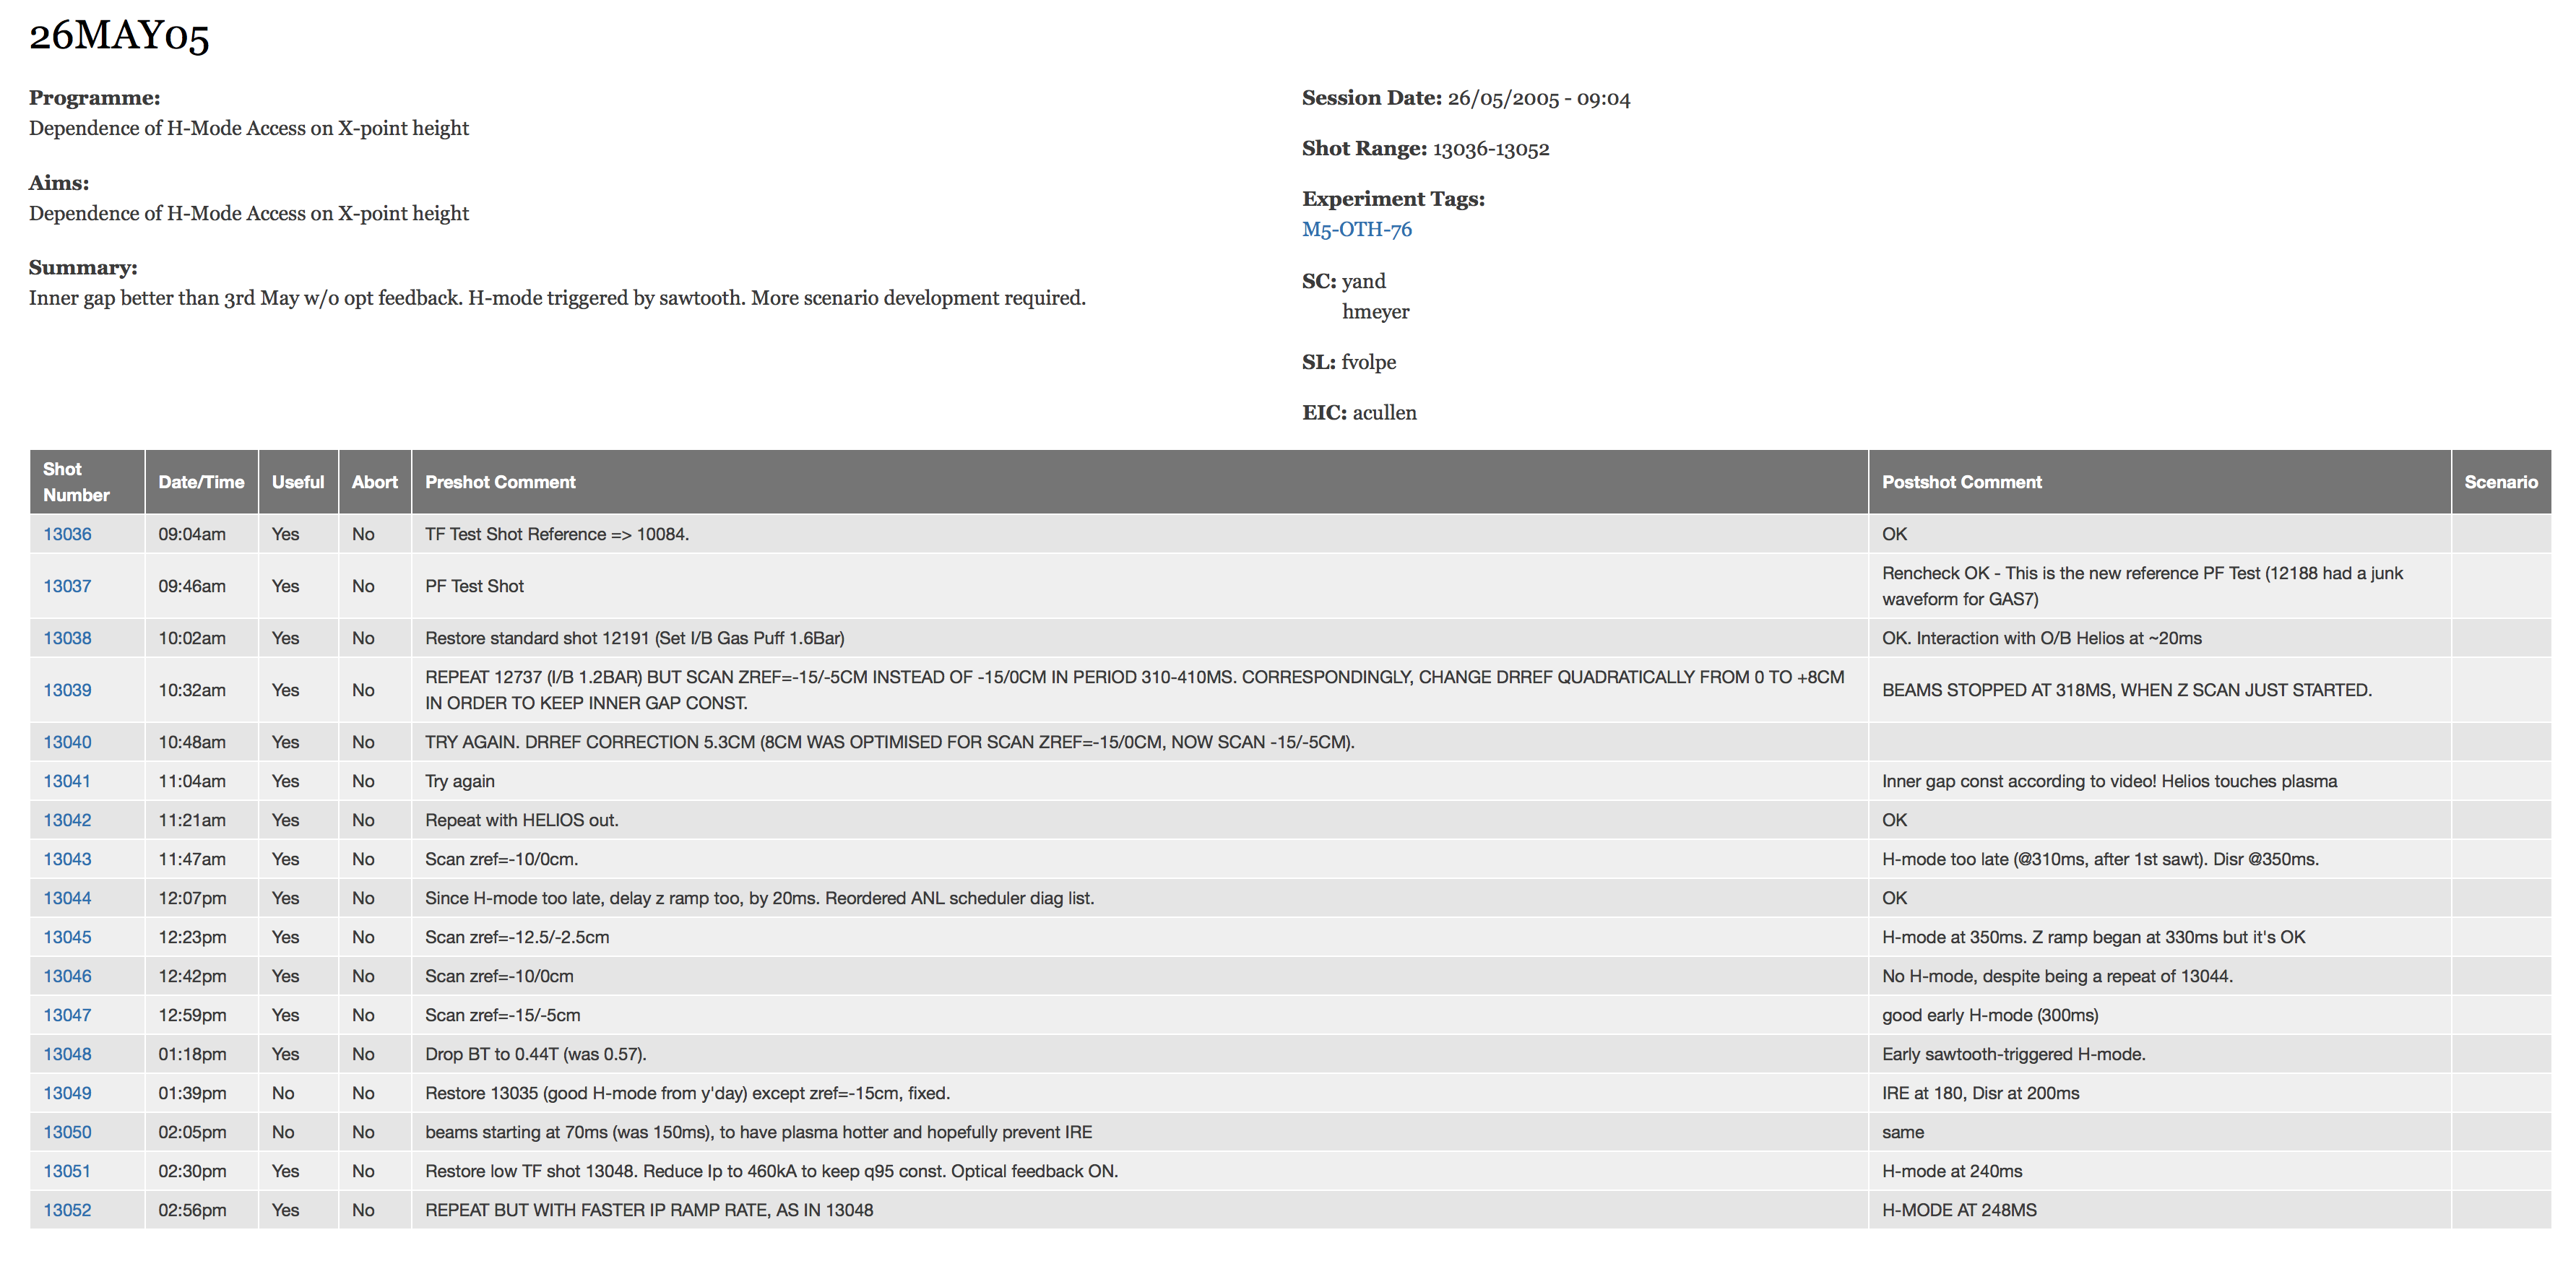 26MAY05
Programme:
Dependence of H-Mode Access on X-point height
Aims:
Dependence of H-Mode Access on X-point height
Summary:
Inner gap better than 3rd May w/o opt feedback. H-mode triggered by sawtooth. More scenario development required.
Session Date: 26/05/2005 - 09:04
Shot Range: 13036-13052
Experiment Tags:
M5-OTH-76
SC: yand
hmeyer
SL: fvolpe
EIC: acullen
Shot Number Date/Time Useful Abort Preshot Comment Postshot Comment Scenario
13036 09:04am Yes No TF Test Shot Reference => 10084. OK
13037 09:46am Yes No PF Test Shot Rencheck OK - This is the new reference PF Test (12188 had a junk
waveform for GAS7)
13038 10:02am Yes No Restore standard shot 12191 (Set I/B Gas Puff 1.6Bar) OK. Interaction with O/B Helios at ~20ms
13039 10:32am Yes No REPEAT 12737 (I/B 1.2BAR) BUT SCAN ZREF=-15/-5CM INSTEAD OF -15/0CM IN PERIOD 310-410MS. CORRESPONDINGLY, CHANGE DRREF QUADRATICALLY FROM 0 TO +8CM
IN ORDER TO KEEP INNER GAP CONST. BEAMS STOPPED AT 318MS, WHEN Z SCAN JUST STARTED.
13040 10:48am Yes No TRY AGAIN. DRREF CORRECTION 5.3CM (8CM WAS OPTIMISED FOR SCAN ZREF=-15/0CM, NOW SCAN -15/-5CM).
13041 11:04am Yes No Try again Inner gap const according to video! Helios touches plasma
13042 11:21am Yes No Repeat with HELIOS out. OK
13043 11:47am Yes No Scan zref=-10/0cm. H-mode too late (@310ms, after 1st sawt). Disr @350ms.
13044 12:07pm Yes No Since H-mode too late, delay z ramp too, by 20ms. Reordered ANL scheduler diag list. OK
13045 12:23pm Yes No Scan zref=-12.5/-2.5cm H-mode at 350ms. Z ramp began at 330ms but it's OK
13046 12:42pm Yes No Scan zref=-10/0cm No H-mode, despite being a repeat of 13044.
13047 12:59pm Yes No Scan zref=-15/-5cm good early H-mode (300ms)
13048 01:18pm Yes No Drop BT to 0.44T (was 0.57). Early sawtooth-triggered H-mode.
13049 01:39pm No No Restore 13035 (good H-mode from y'day) except zref=-15cm, fixed. IRE at 180, Disr at 200ms
13050 02:05pm No No beams starting at 70ms (was 150ms), to have plasma hotter and hopefully prevent IRE same
13051 02:30pm Yes No Restore low TF shot 13048. Reduce Ip to 460kA to keep q95 const. Optical feedback ON. H-mode at 240ms
13052 02:56pm Yes No REPEAT BUT WITH FASTER IP RAMP RATE, AS IN 13048 H-MODE AT 248MS